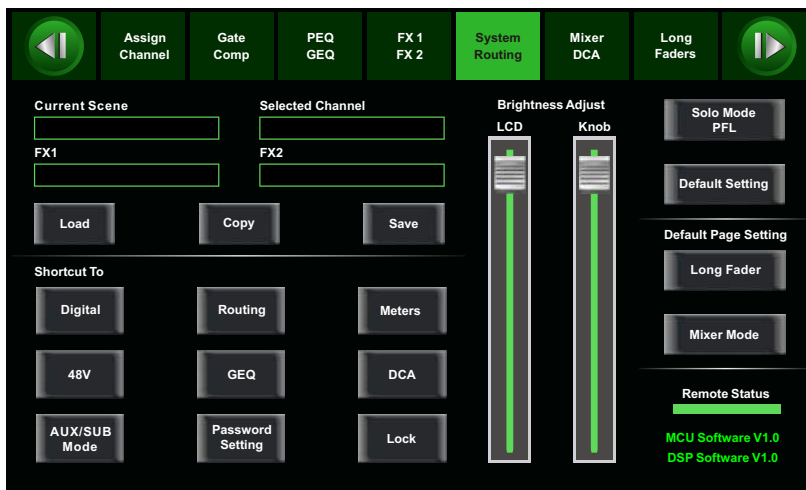 Assign
Channel
Gate
Comp
PEQ
GEQ
FX 1
FX 2
System
Routing
Mixer
DCA
Long
Faders
Current Scene
Selected Channel
FX1
FX2
Load
Copy
Save
Shortcut To
Digital
Routing
Meters
48V
GEQ
DCA
AUX/SUB
Mode
Password
Setting
Lock
Brightness Adjust
LCD
Knob
Solo Mode
PFL
Default Setting
Default Page Setting
Long Fader
Mixer Mode
Remote Status
MCU Software V1.0
DSP Software V1.0